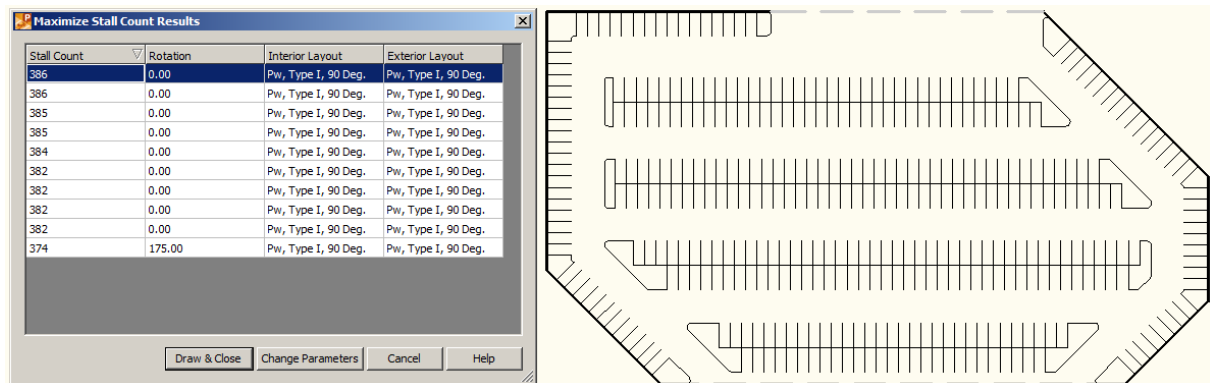 Maximize Stall Count Results
Stall Count Rotation Interior Layout Exterior Layout
386 0.00 Pw, Type I, 90 Deg. Pw, Type I, 90 Deg.
386 0.00 Pw, Type I, 90 Deg. Pw, Type I, 90 Deg.
385 0.00 Pw, Type I, 90 Deg. Pw, Type I, 90 Deg.
385 0.00 Pw, Type I, 90 Deg. Pw, Type I, 90 Deg.
384 0.00 Pw, Type I, 90 Deg. Pw, Type I, 90 Deg.
382 0.00 Pw, Type I, 90 Deg. Pw, Type I, 90 Deg.
382 0.00 Pw, Type I, 90 Deg. Pw, Type I, 90 Deg.
382 0.00 Pw, Type I, 90 Deg. Pw, Type I, 90 Deg.
382 0.00 Pw, Type I, 90 Deg. Pw, Type I, 90 Deg.
374 175.00 Pw, Type I, 90 Deg. Pw, Type I, 90 Deg.
Draw & Close Change Parameters Cancel Help